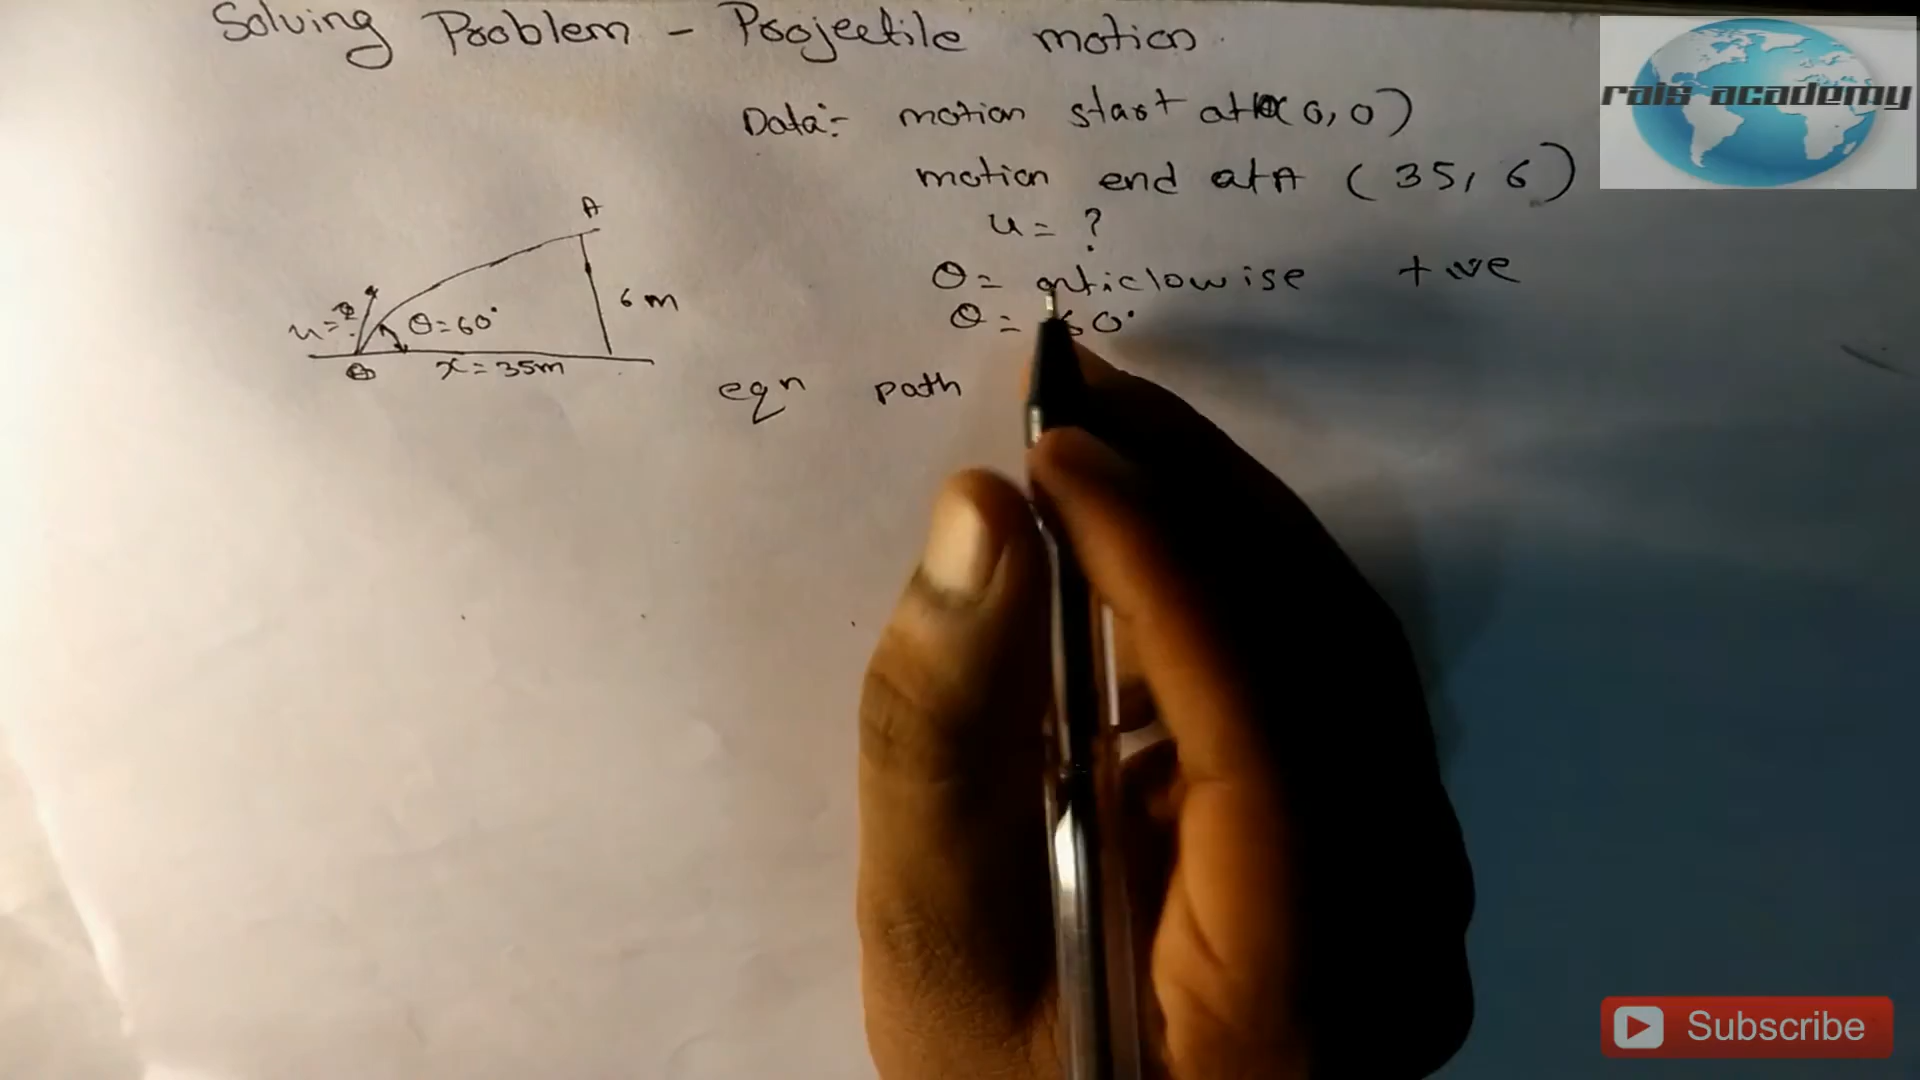 Solving Problem - Projectile motion
rais academy
Data:- motion start at (0,0)
motion end at A (35, 6)
u = ?
θ = anticlowise +ve
θ = 60°
A
6 m
u = ?
θ=60°
x = 35m
eqn path
Subscribe